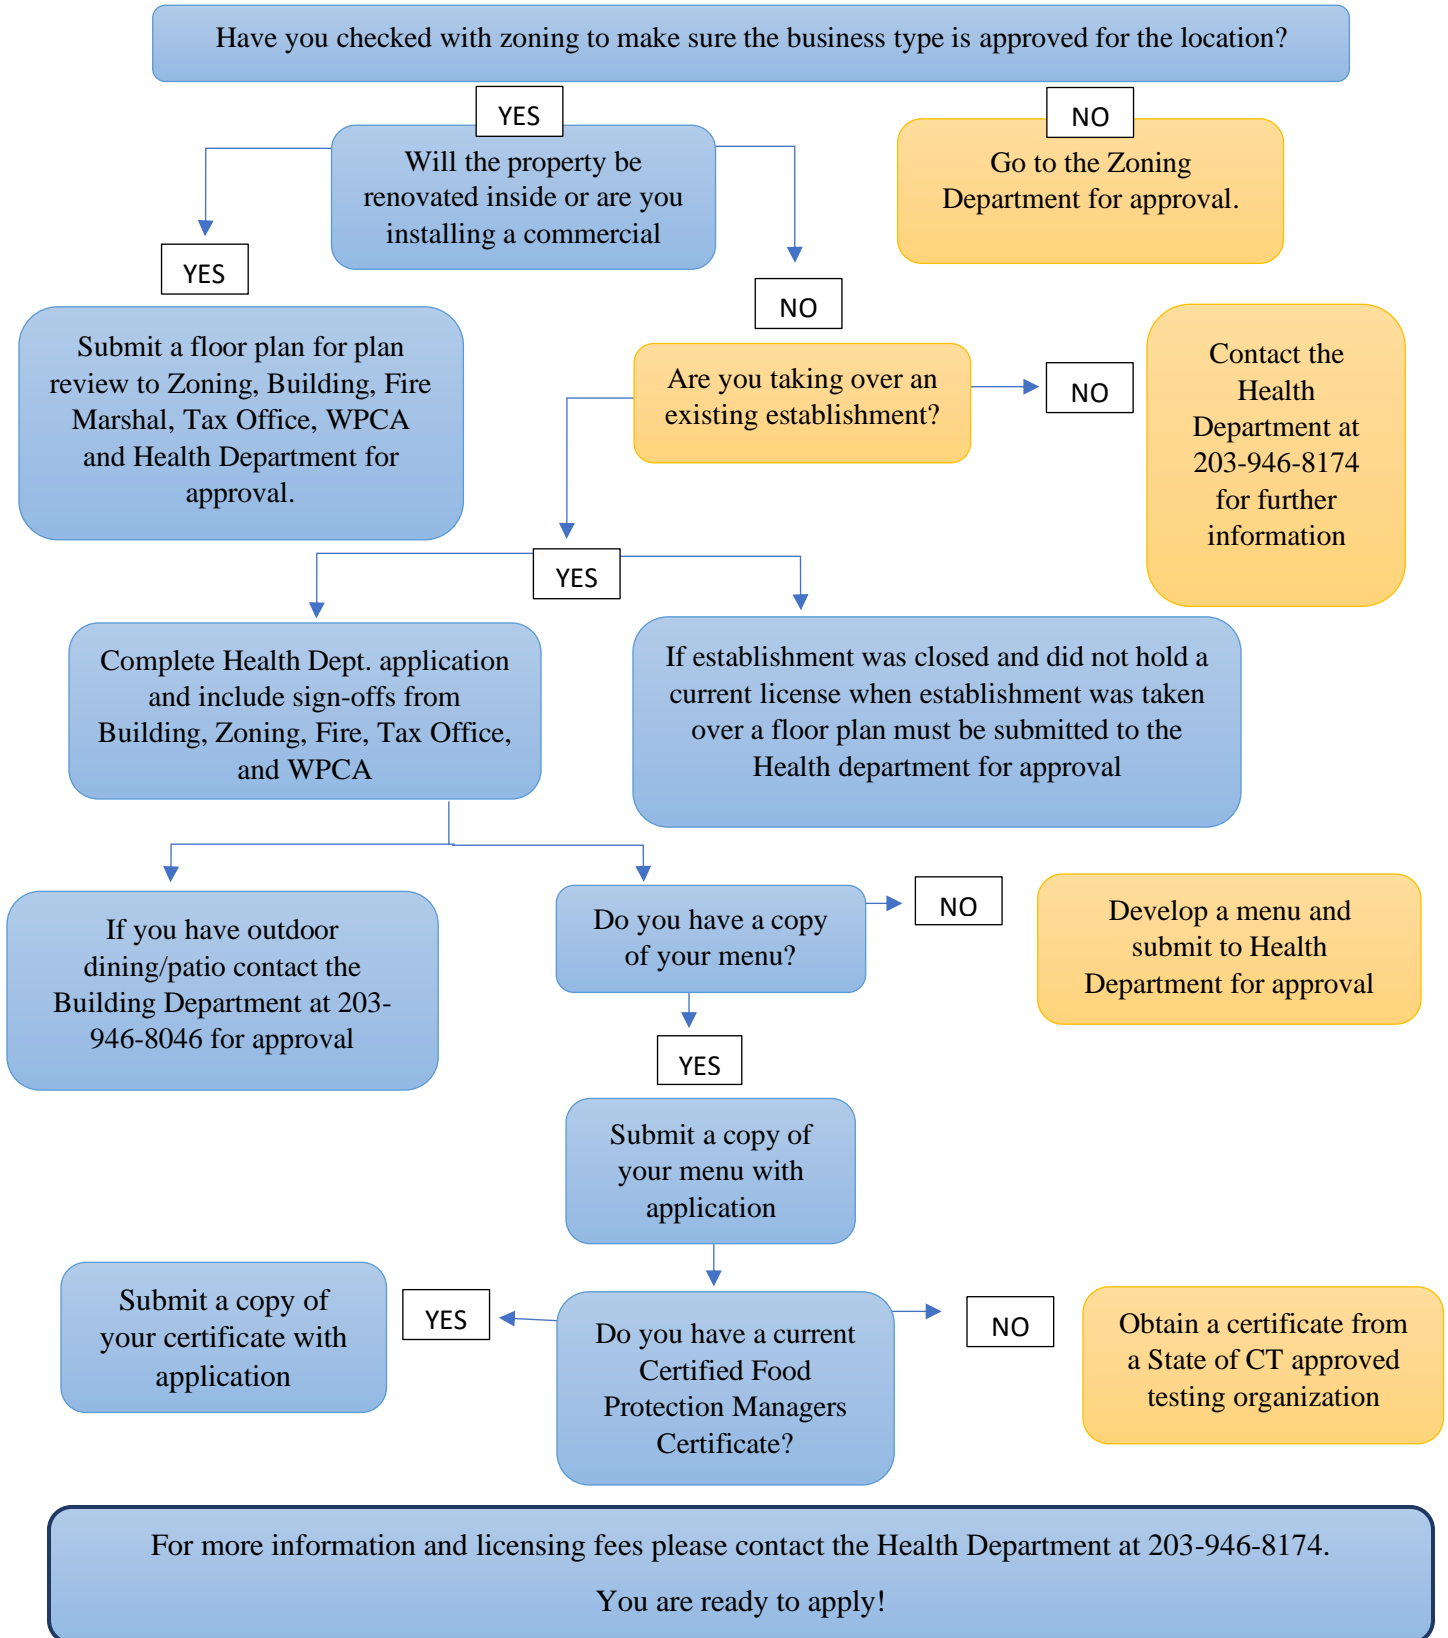 Have you checked with zoning to make sure the business type is approved for the location?
YES
NO
Will the property be
renovated inside or are you
installing a commercial
Go to the Zoning
Department for approval.
YES
NO
Submit a floor plan for plan
review to Zoning, Building, Fire
Marshal, Tax Office, WPCA
and Health Department for
approval.
Are you taking over an
existing establishment?
NO
Contact the
Health
Department at
203-946-8174
for further
information
YES
Complete Health Dept. application
and include sign-offs from
Building, Zoning, Fire, Tax Office,
and WPCA
If establishment was closed and did not hold a
current license when establishment was taken
over a floor plan must be submitted to the
Health department for approval
If you have outdoor
dining/patio contact the
Building Department at 203-
946-8046 for approval
Do you have a copy
of your menu?
NO
Develop a menu and
submit to Health
Department for approval
YES
Submit a copy of
your menu with
application
Submit a copy of
your certificate with
application
YES
Do you have a current
Certified Food
Protection Managers
Certificate?
NO
Obtain a certificate from
a State of CT approved
testing organization
For more information and licensing fees please contact the Health Department at 203-946-8174.
You are ready to apply!